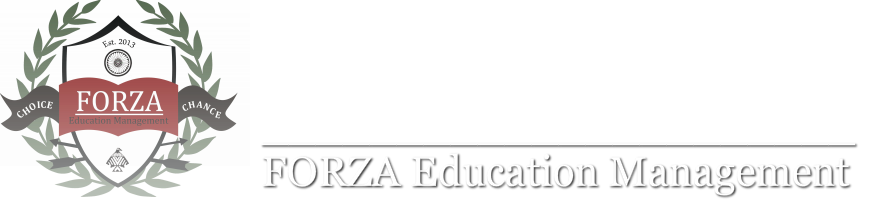 Est. 2013
FORZA
Education Management
CHOICE
CHANCE
FORZA Education Management